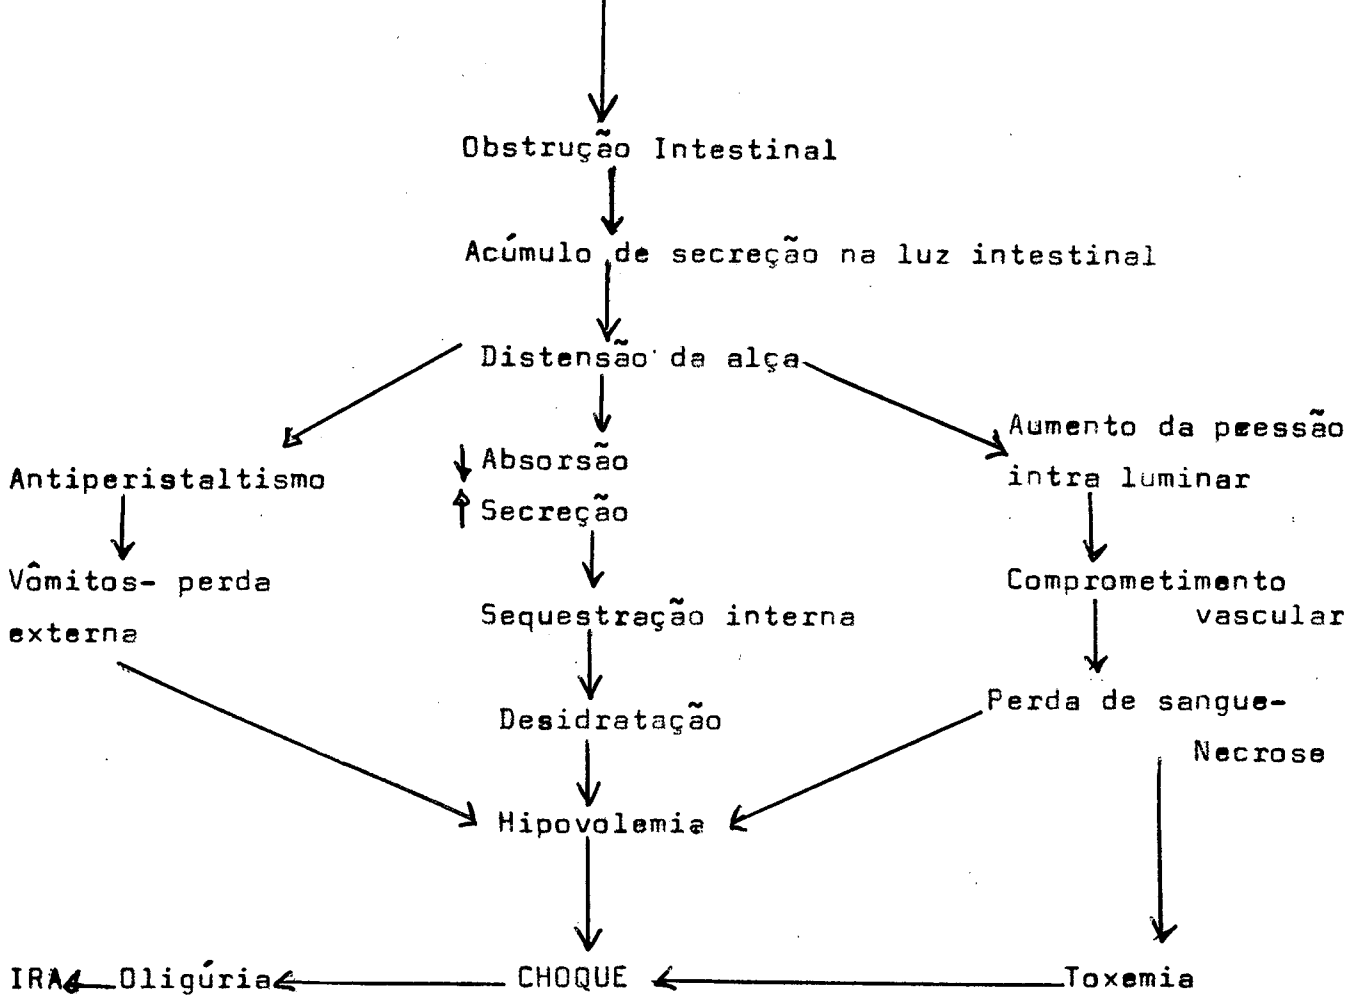 Obstrução Intestinal
Acúmulo de secreção na luz intestinal
Distensão da alça
Aumento da pressão
intra luminar
Antiperistaltismo
↓ Absorsão
↑ Secreção
Vômitos- perda
externa
Sequestração interna
Comprometimento
vascular
Desidratação
Perda de sangue-
Necrose
Hipovolemia
IRA Oligúria CHOQUE Toxemia